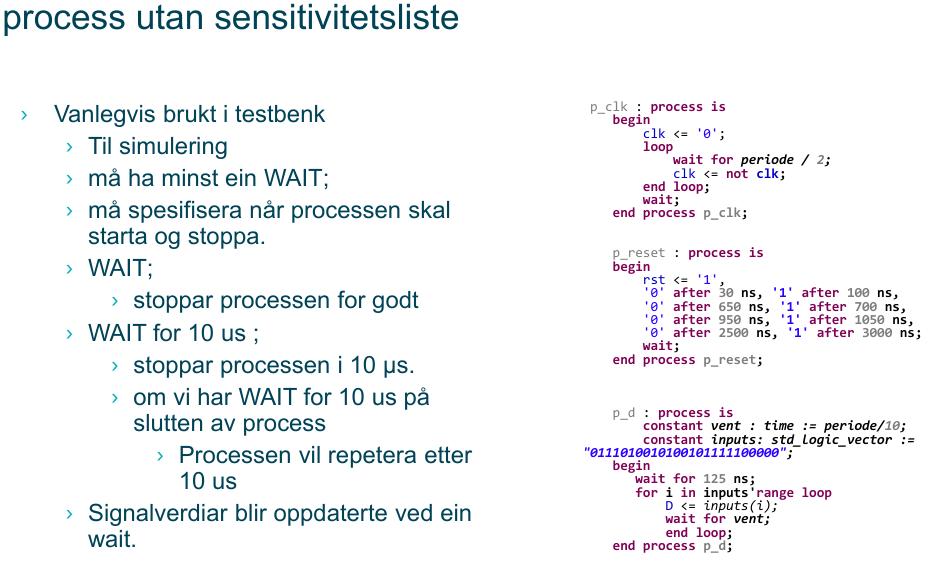 process utan sensitivitetsliste
› Vanlegvis brukt i testbenk
› Til simulering
› må ha minst ein WAIT;
› må spesifisera når processen skal
starta og stoppa.
› WAIT;
› stoppar processen for godt
› WAIT for 10 us ;
› stoppar processen i 10 µs.
› om vi har WAIT for 10 us på
slutten av process
› Processen vil repetera etter
10 us
› Signalverdiar blir oppdaterte ved ein
wait.
p_clk : process is
begin
clk <= '0';
loop
wait for periode / 2;
clk <= not clk;
end loop;
wait;
end process p_clk;
p_reset : process is
begin
rst <= '1',
'0' after 30 ns, '1' after 100 ns,
'0' after 650 ns, '1' after 700 ns,
'0' after 950 ns, '1' after 1050 ns,
'0' after 2500 ns, '1' after 3000 ns;
wait;
end process p_reset;
p_d : process is
constant vent : time := periode/10;
constant inputs: std_logic_vector :=
"0111010010100101111100000";
begin
wait for 125 ns;
for i in inputs'range loop
D <= inputs(i);
wait for vent;
end loop;
end process p_d;